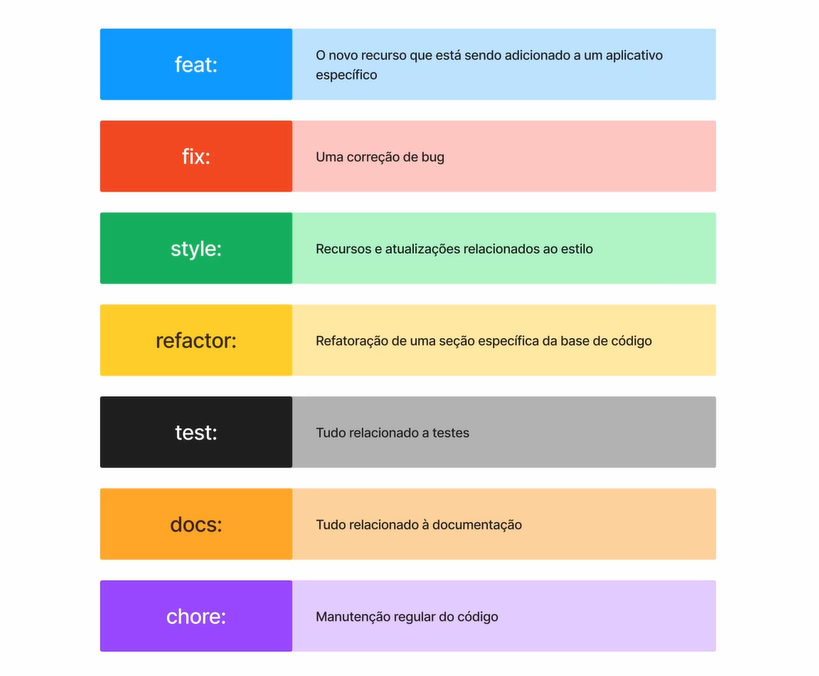 feat:
O novo recurso que está sendo adicionado a um aplicativo
específico
fix:
Uma correção de bug
style:
Recursos e atualizações relacionados ao estilo
refactor:
Refatoração de uma seção específica da base de código
test:
Tudo relacionado a testes
docs:
Tudo relacionado à documentação
chore:
Manutenção regular do código